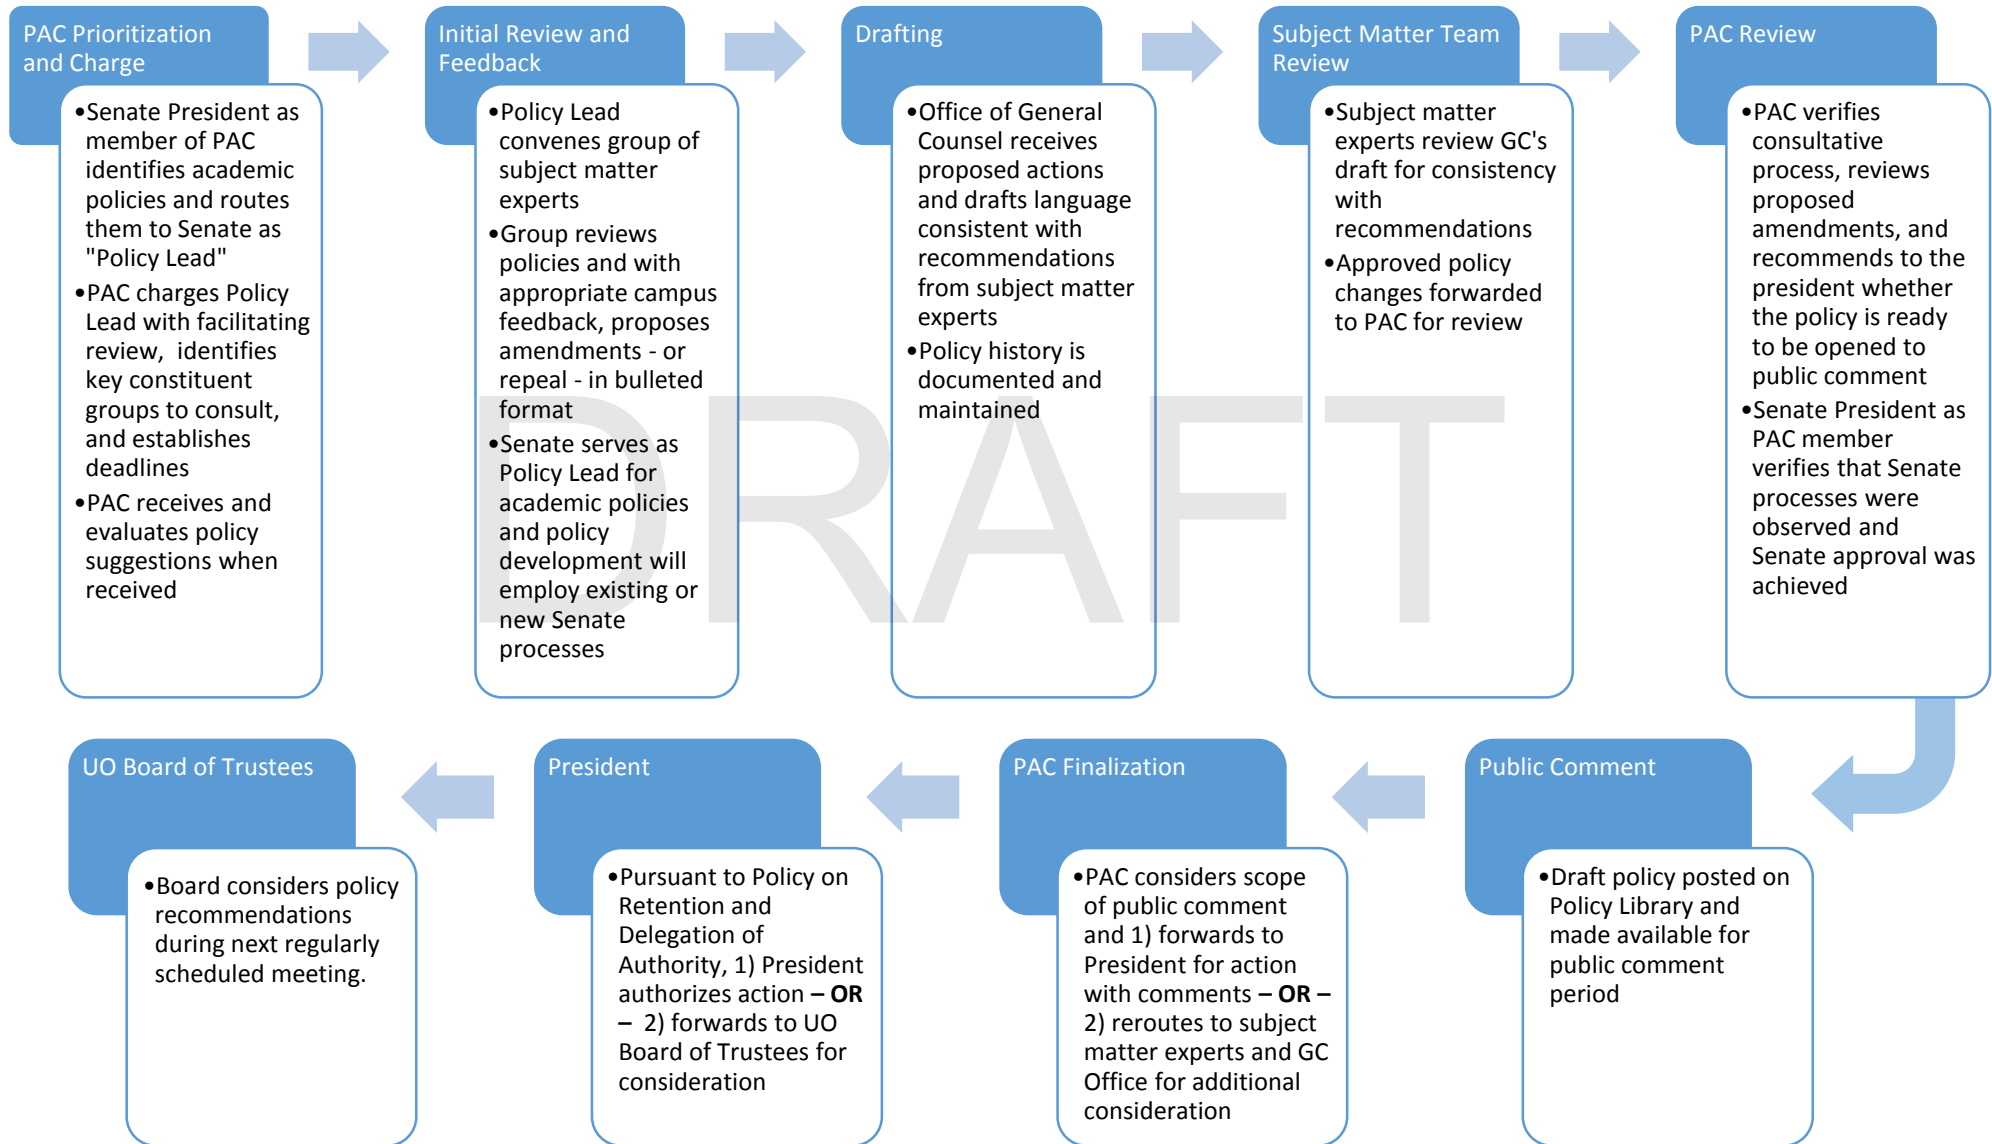 PAC Prioritization
and Charge
•Senate President as
member of PAC
identifies academic
policies and routes
them to Senate as
"Policy Lead"
•PAC charges Policy
Lead with facilitating
review,  identifies
key constituent
groups to consult,
and establishes
deadlines
•PAC receives and
evaluates policy
suggestions when
received
Initial Review and
Feedback
•Policy Lead
convenes group of
subject matter
experts
•Group reviews
policies and with
appropriate campus
feedback, proposes
amendments - or
repeal - in bulleted
format
•Senate serves as
Policy Lead for
academic policies
and policy
development will
employ existing or
new Senate
processes
Drafting
•Office of General
Counsel receives
proposed actions
and drafts language
consistent with
recommendations
from subject matter
experts
•Policy history is
documented and
maintained
Subject Matter Team
Review
•Subject matter
experts review GC's
draft for consistency
with
recommendations
•Approved policy
changes forwarded
to PAC for review
PAC Review
•PAC verifies
consultative
process, reviews
proposed
amendments, and
recommends to the
president whether
the policy is ready
to be opened to
public comment
•Senate President as
PAC member
verifies that Senate
processes were
observed and
Senate approval was
achieved
DRAFT
Public Comment
•Draft policy posted on
Policy Library and
made available for
public comment
period
PAC Finalization
•PAC considers scope
of public comment
and 1) forwards to
President for action
with comments – OR –
2) reroutes to subject
matter experts and GC
Office for additional
consideration
President
•Pursuant to Policy on
Retention and
Delegation of
Authority, 1) President
authorizes action – OR
– 2) forwards to UO
Board of Trustees for
consideration
UO Board of Trustees
•Board considers policy
recommendations
during next regularly
scheduled meeting.